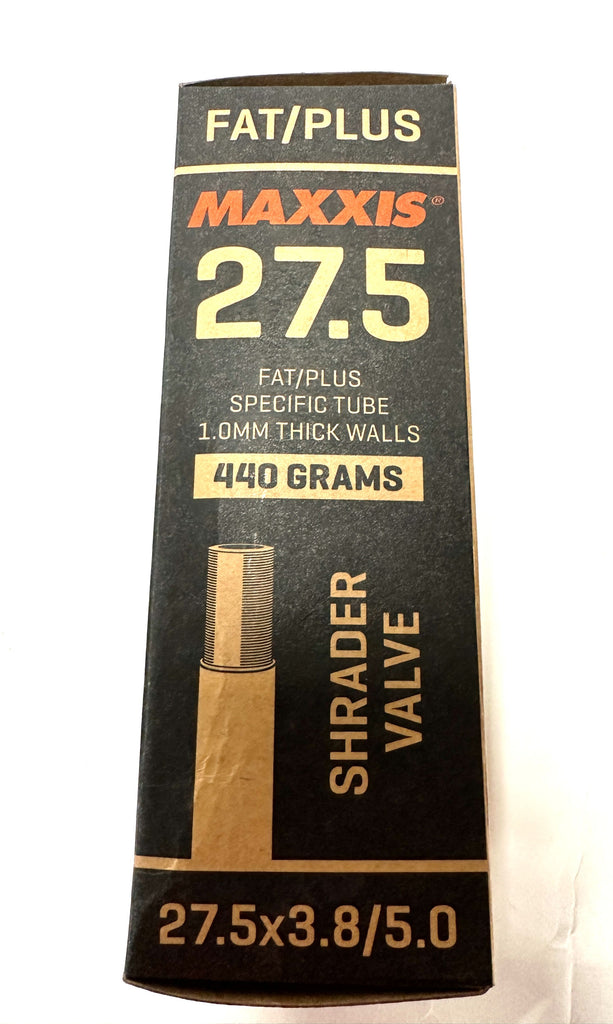 FAT/PLUS
MAXXIS®
27.5
FAT/PLUS
SPECIFIC TUBE
1.0MM THICK WALLS
440 GRAMS
SHRADER
VALVE
27.5x3.8/5.0